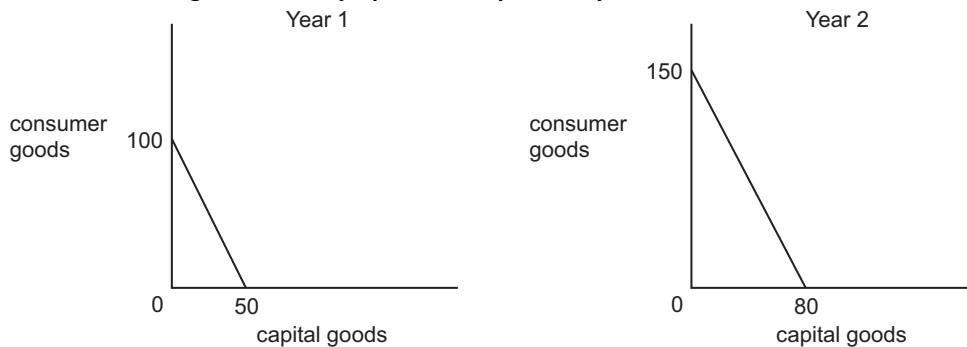 Year 1
consumer
goods
100
0
50
capital goods
Year 2
150
consumer
goods
0
80
capital goods